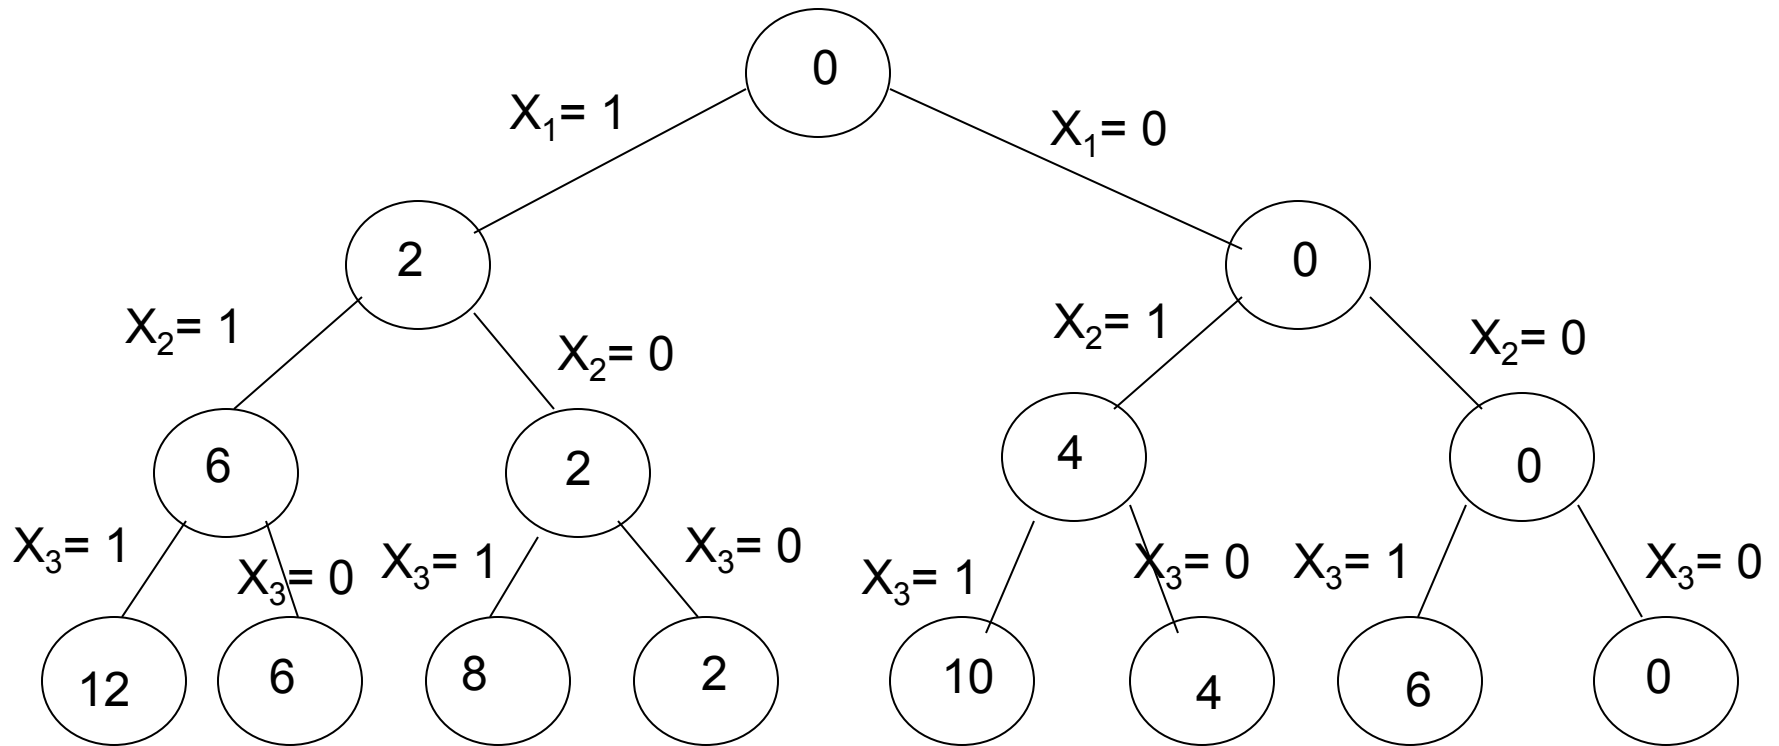 0
X₁= 1
X₁= 0
2
0
X₂= 1
X₂= 0
X₂= 1
X₂= 0
6
2
4
0
X₃= 1
X₃= 0
X₃= 1
X₃= 0
X₃= 1
X₃= 0
X₃= 1
X₃= 0
12
6
8
2
10
4
6
0